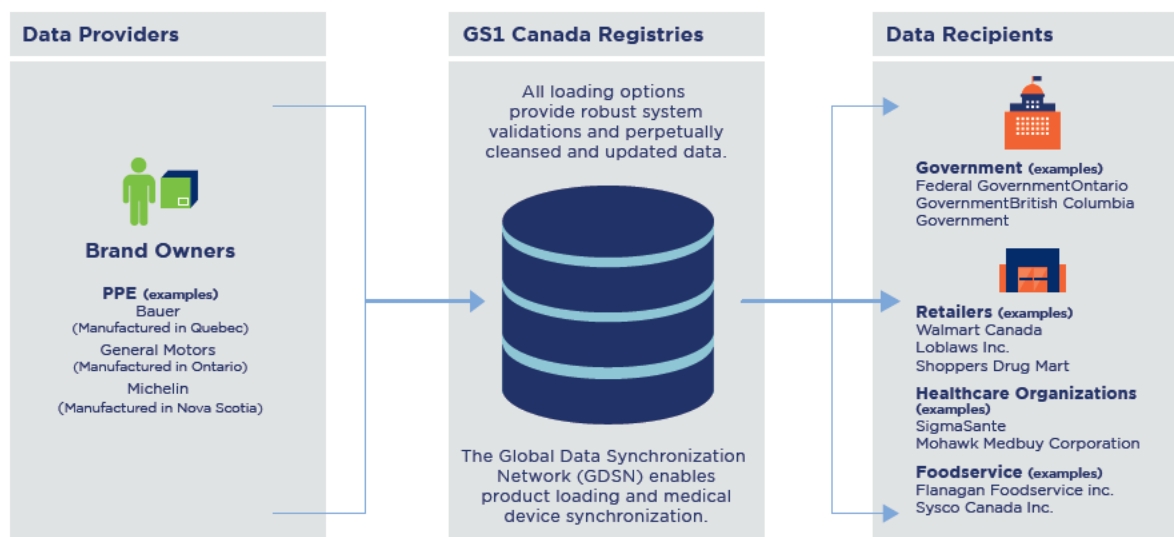 Data Providers
Brand Owners
PPE (examples)
Bauer
(Manufactured in Quebec)
General Motors
(Manufactured in Ontario)
Michelin
(Manufactured in Nova Scotia)
GS1 Canada Registries
All loading options
provide robust system
validations and perpetually
cleansed and updated data.
The Global Data Synchronization
Network (GDSN) enables
product loading and medical
device synchronization.
Data Recipients
Government (examples)
Federal GovernmentOntario
GovernmentBritish Columbia
Government
Retailers (examples)
Walmart Canada
Loblaws Inc.
Shoppers Drug Mart
Healthcare Organizations
(examples)
SigmaSante
Mohawk Medbuy Corporation
Foodservice (examples)
Flanagan Foodservice inc.
Sysco Canada Inc.